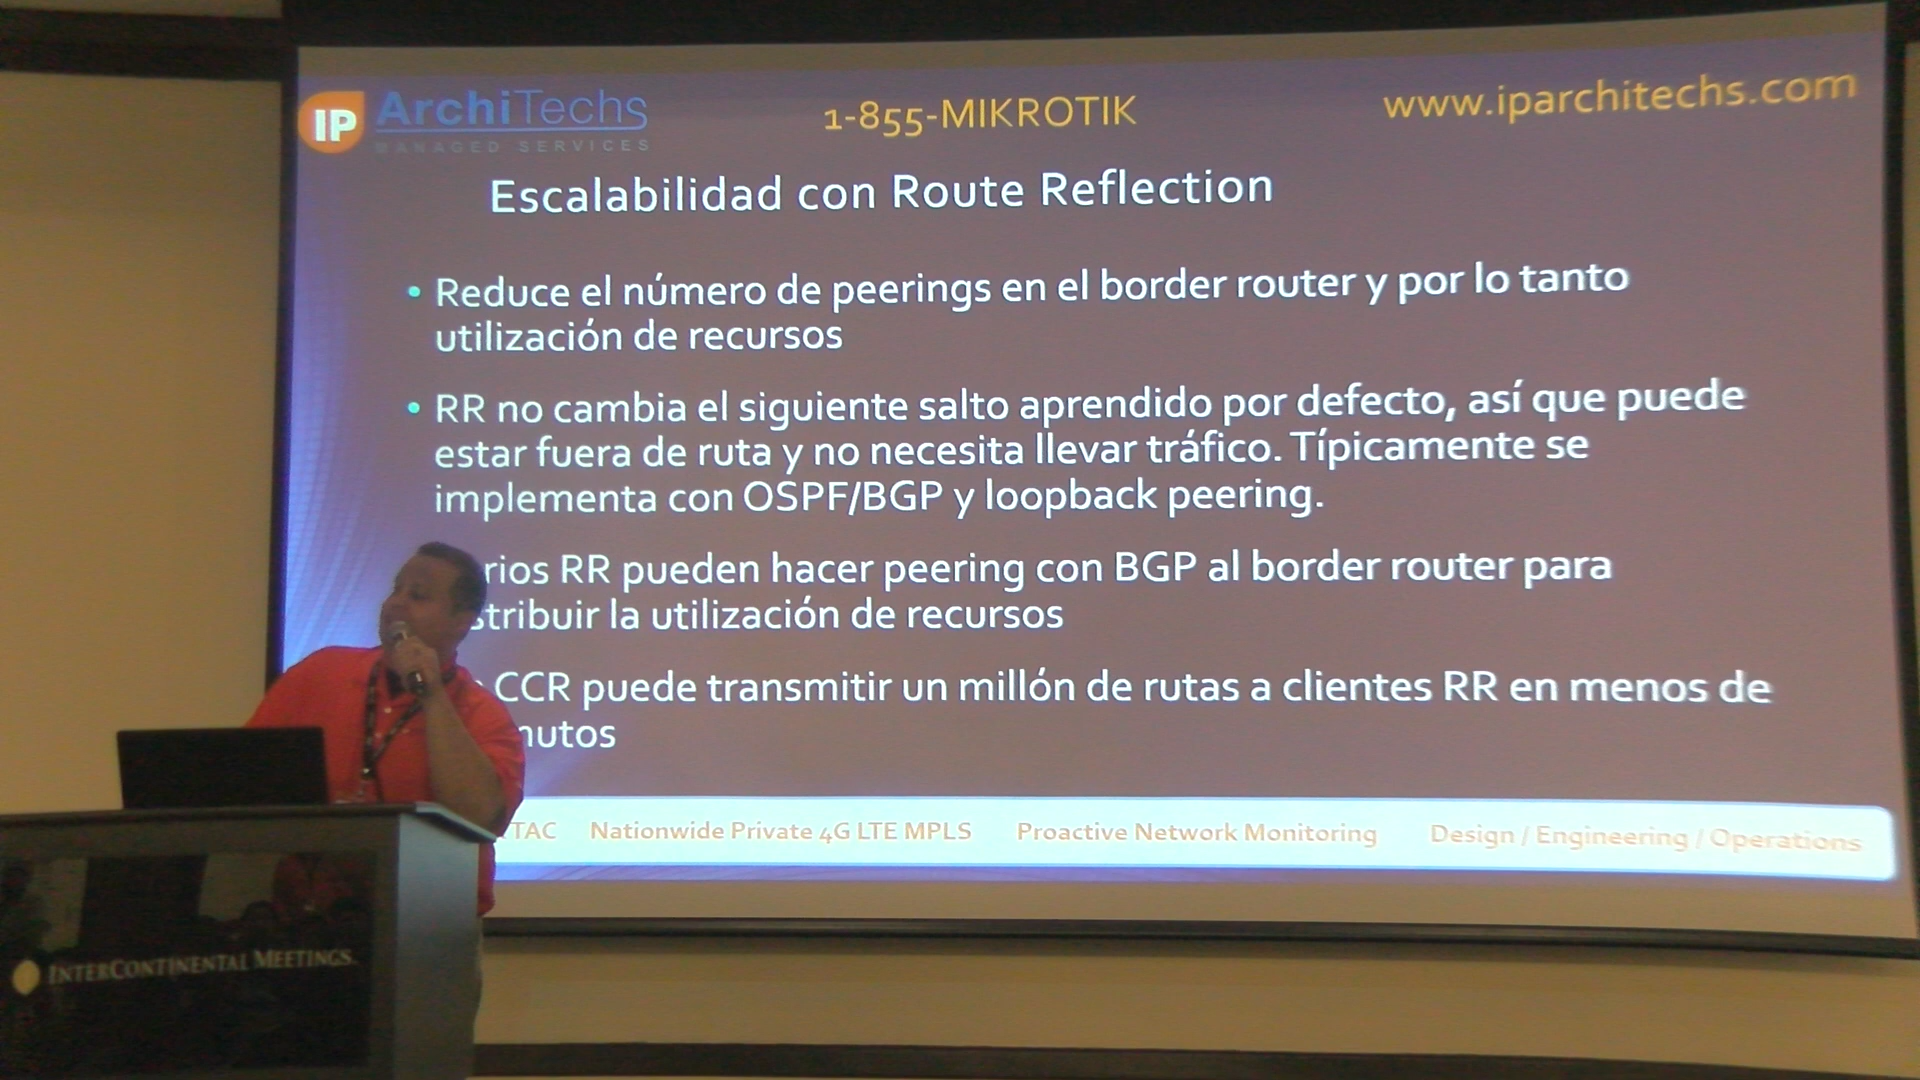 IP ArchiTechs
MANAGED SERVICES
1-855-MIKROTIK
www.iparchitechs.com
Escalabilidad con Route Reflection
• Reduce el número de peerings en el border router y por lo tanto
utilización de recursos
• RR no cambia el siguiente salto aprendido por defecto, así que puede
estar fuera de ruta y no necesita llevar tráfico. Típicamente se
implementa con OSPF/BGP y loopback peering.
rios RR pueden hacer peering con BGP al border router para
stribuir la utilización de recursos
CCR puede transmitir un millón de rutas a clientes RR en menos de
nutos
TAC Nationwide Private 4G LTE MPLS Proactive Network Monitoring Design / Engineering / Operations
INTERCONTINENTAL MEETINGS